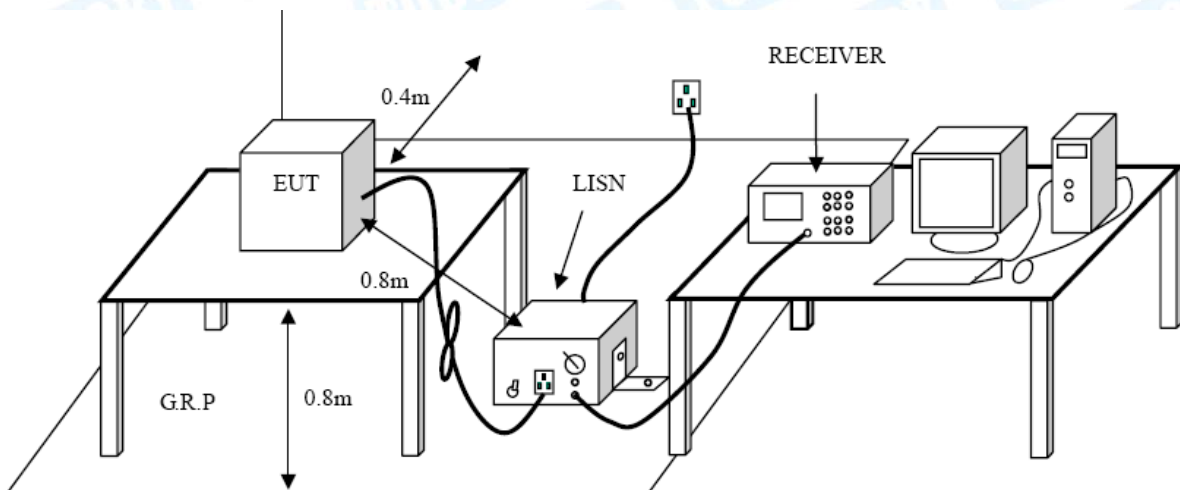 RECEIVER
0.4m
EUT
LISN
0.8m
G.R.P
0.8m